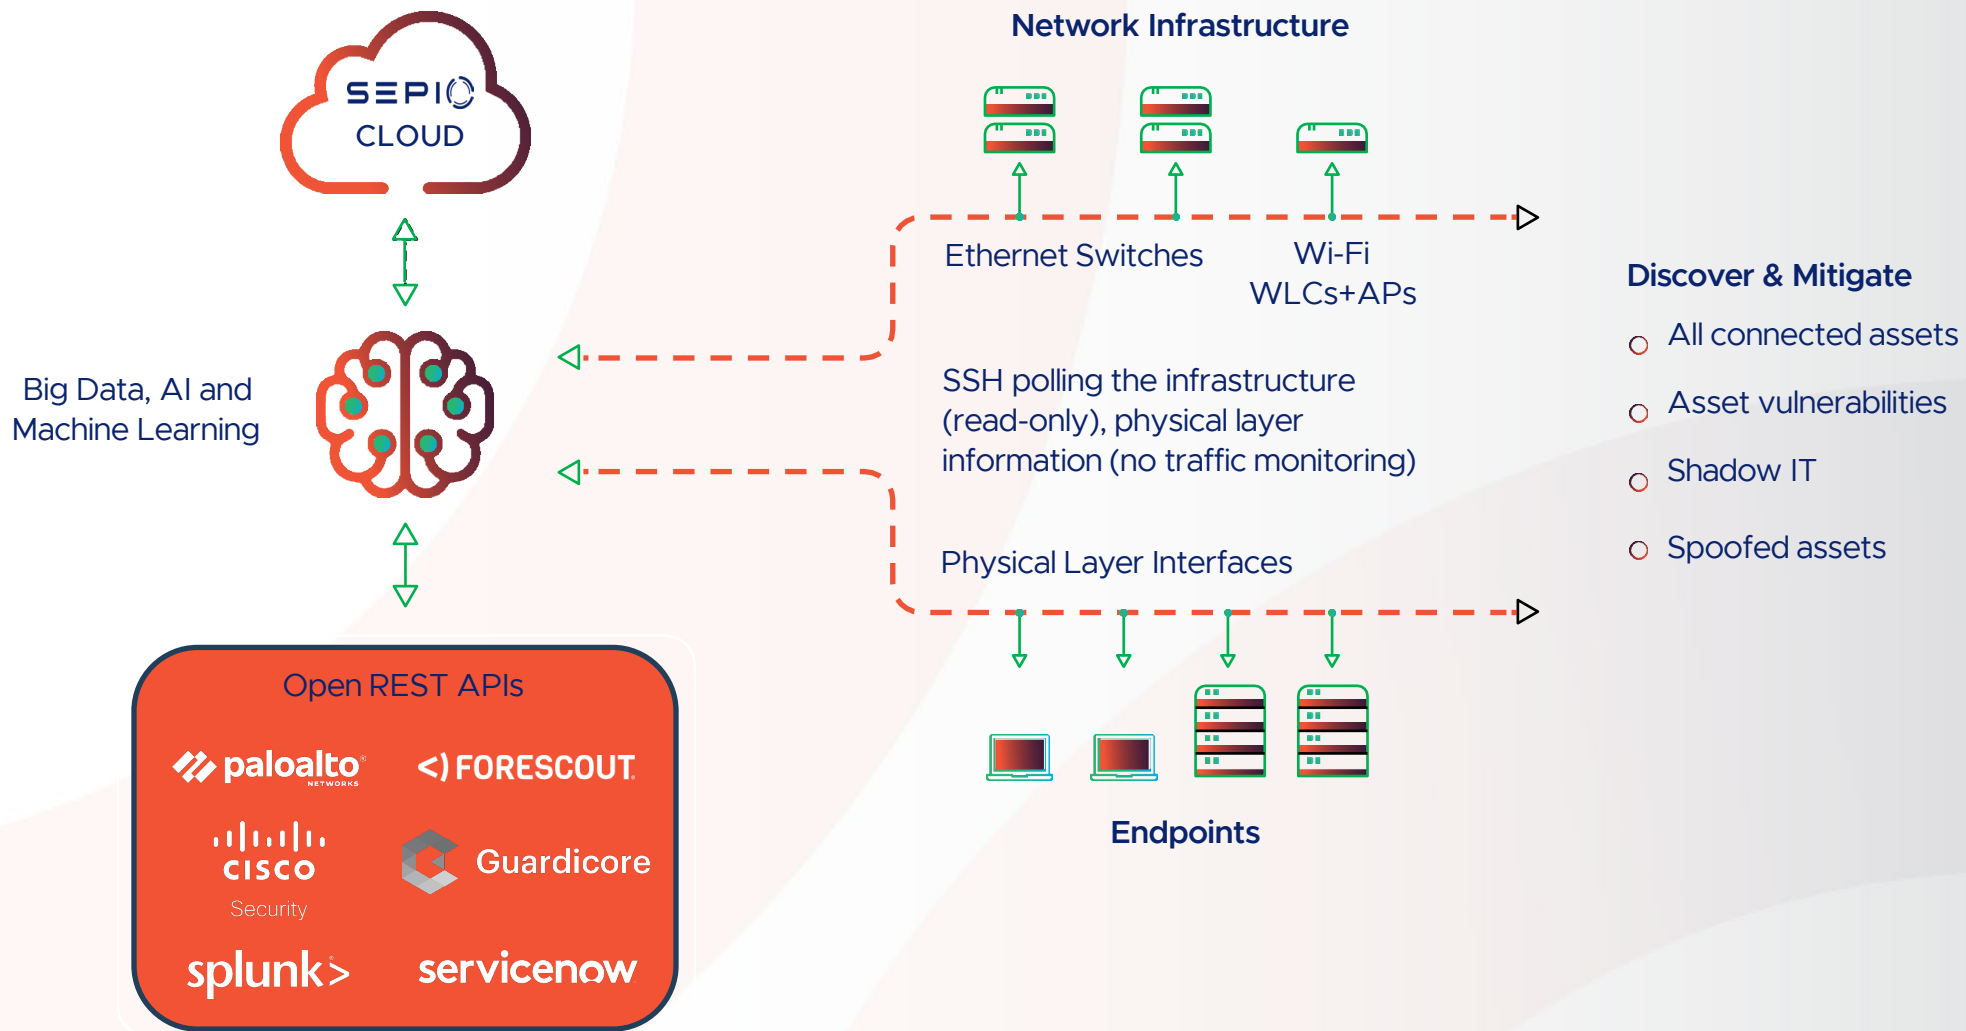 SEPIO
CLOUD
Big Data, AI and
Machine Learning
Open REST APIs
paloalto®
NETWORKS
FORESCOUT.
CISCO
Security
Guardicore
splunk>
servicenow
Network Infrastructure
Ethernet Switches
Wi-Fi
WLCs+APs
SSH polling the infrastructure
(read-only), physical layer
information (no traffic monitoring)
Physical Layer Interfaces
Endpoints
Discover & Mitigate
All connected assets
Asset vulnerabilities
Shadow IT
Spoofed assets